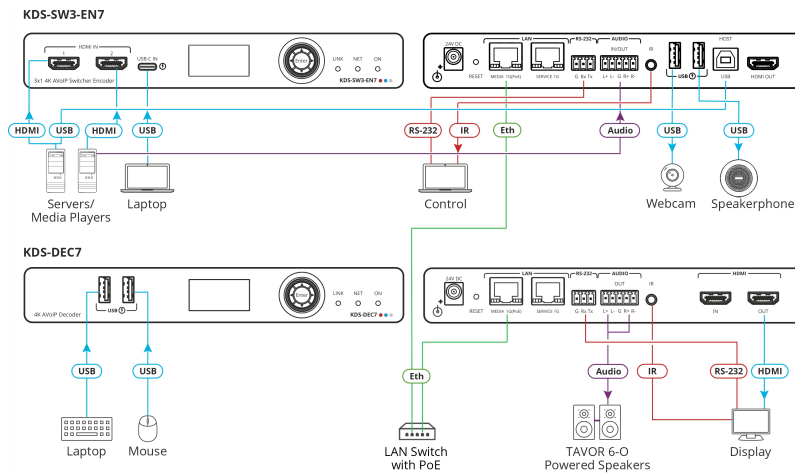 KDS-SW3-EN7
HDMI IN
1
2
USB-C IN
Enter
LINK
NET
ON
3x1 4K AVoIP Switcher Encoder
KDS-SW3-EN7
24V DC
RESET
LAN
MEDIA 1G(PoE)
SERVICE 1G
RS-232
G Rx Tx
AUDIO
IN/OUT
L+ L- G R+ R-
IR
USB
HOST
USB
HDMI OUT
HDMI
USB
HDMI
USB
RS-232
IR
Eth
Audio
USB
USB
Servers/
Media Players
Laptop
Control
Webcam
Speakerphone
KDS-DEC7
USB
Enter
LINK
NET
ON
4K AVoIP Decoder
KDS-DEC7
24V DC
RESET
LAN
MEDIA 1G(PoE)
SERVICE 1G
RS-232
G Rx Tx
AUDIO
OUT
L+ L- G R+ R-
IR
HDMI
IN
OUT
USB
USB
Eth
Audio
IR
RS-232
HDMI
Laptop
Mouse
LAN Switch
with PoE
TAVOR 6-O
Powered Speakers
Display